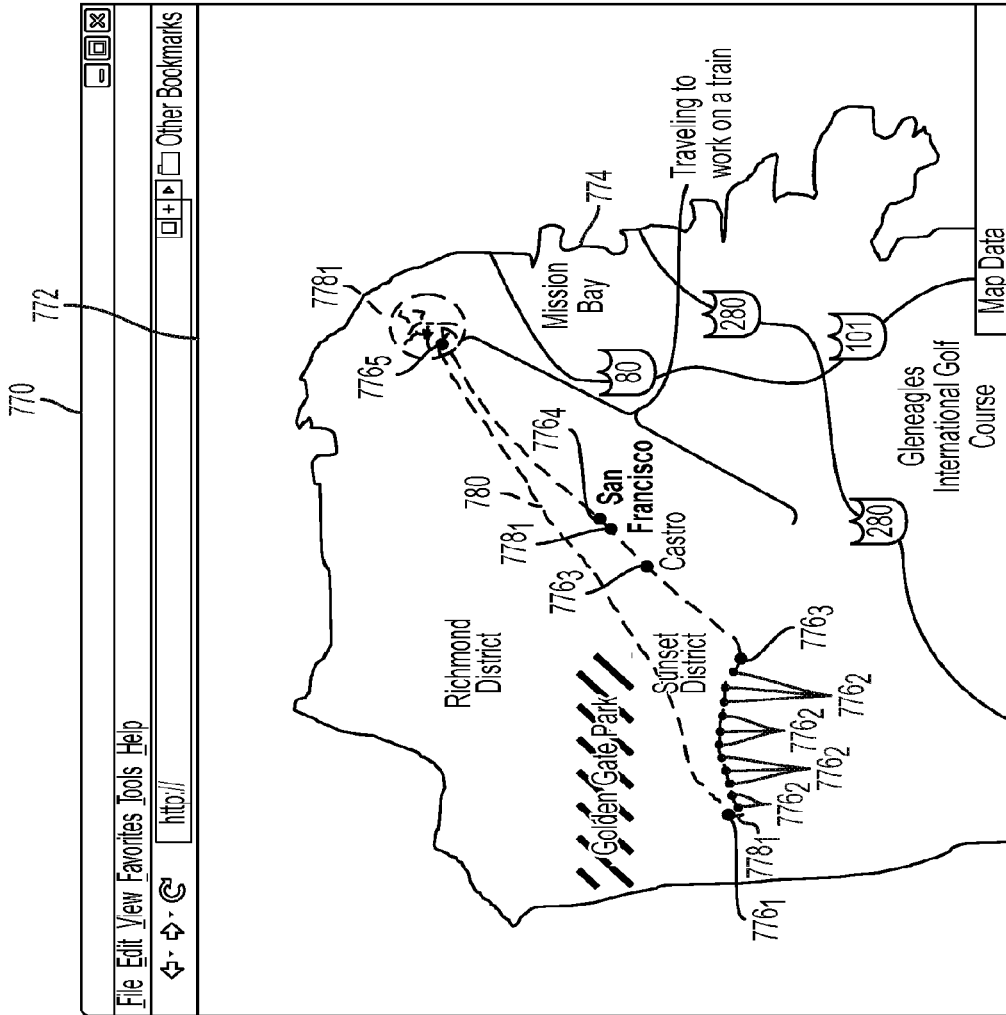 770
772
File Edit View Favorites Tools Help
http://
Other Bookmarks
778₁
776₅
774
Mission
Bay
Traveling to
work on a train
80
280
101
Map Data
Richmond
District
780
776₄
San
Francisco
778₁
776₃
Castro
280
Gleneagles
International Golf
Course
Golden Gate Park
Sunset
District
776₃
776₂
776₂
776₂
776₂
778₁
776₁